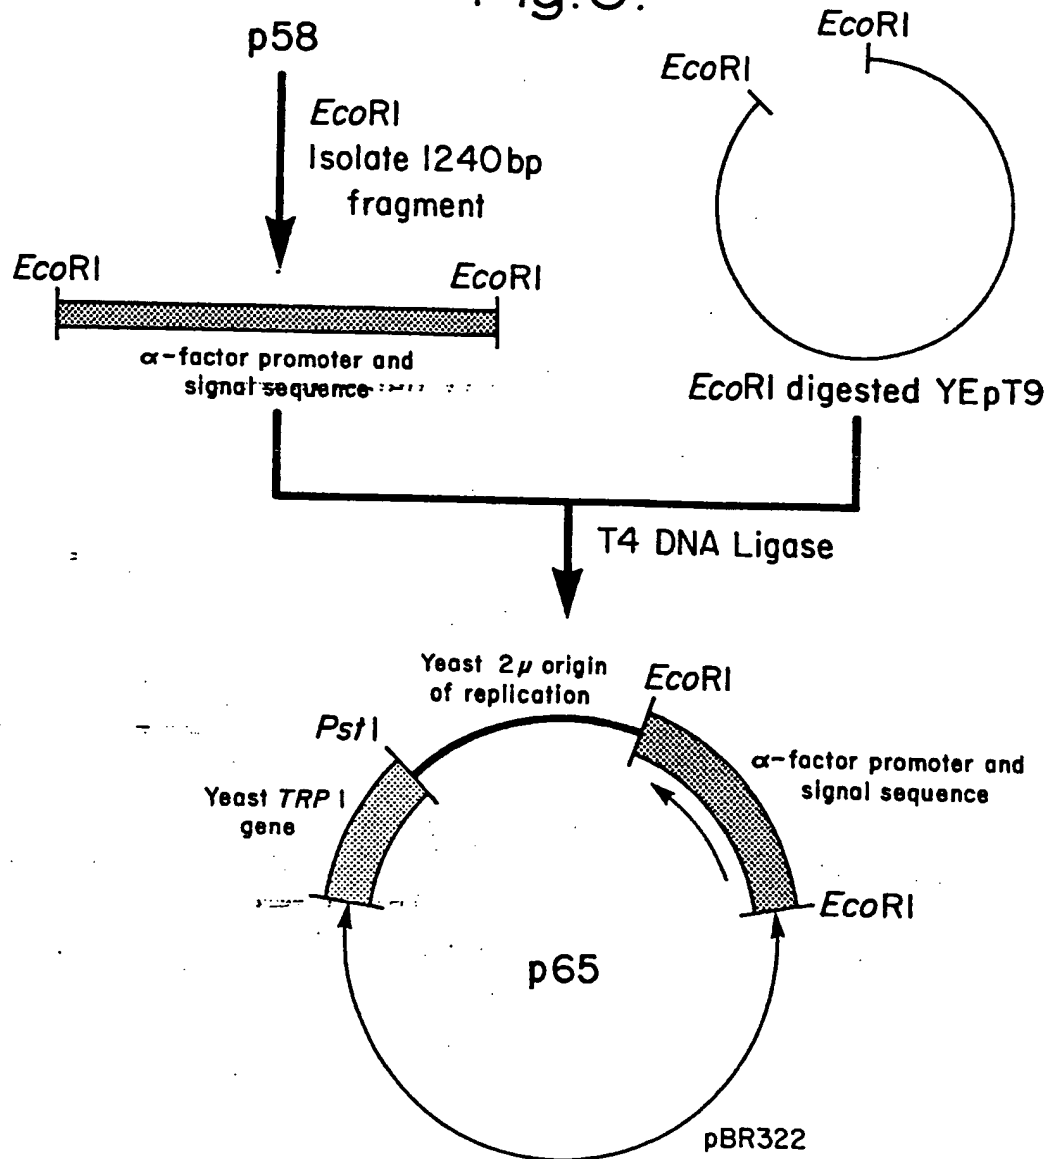 p58
EcoRI
Isolate 1240bp
fragment
EcoRI
EcoRI
α-factor promoter and
signal sequence
EcoRI
EcoRI
EcoRI digested YEpT9
T4 DNA Ligase
Yeast 2μ origin
of replication
EcoRI
PstI
α-factor promoter and
signal sequence
Yeast TRP I
gene
EcoRI
p65
pBR322